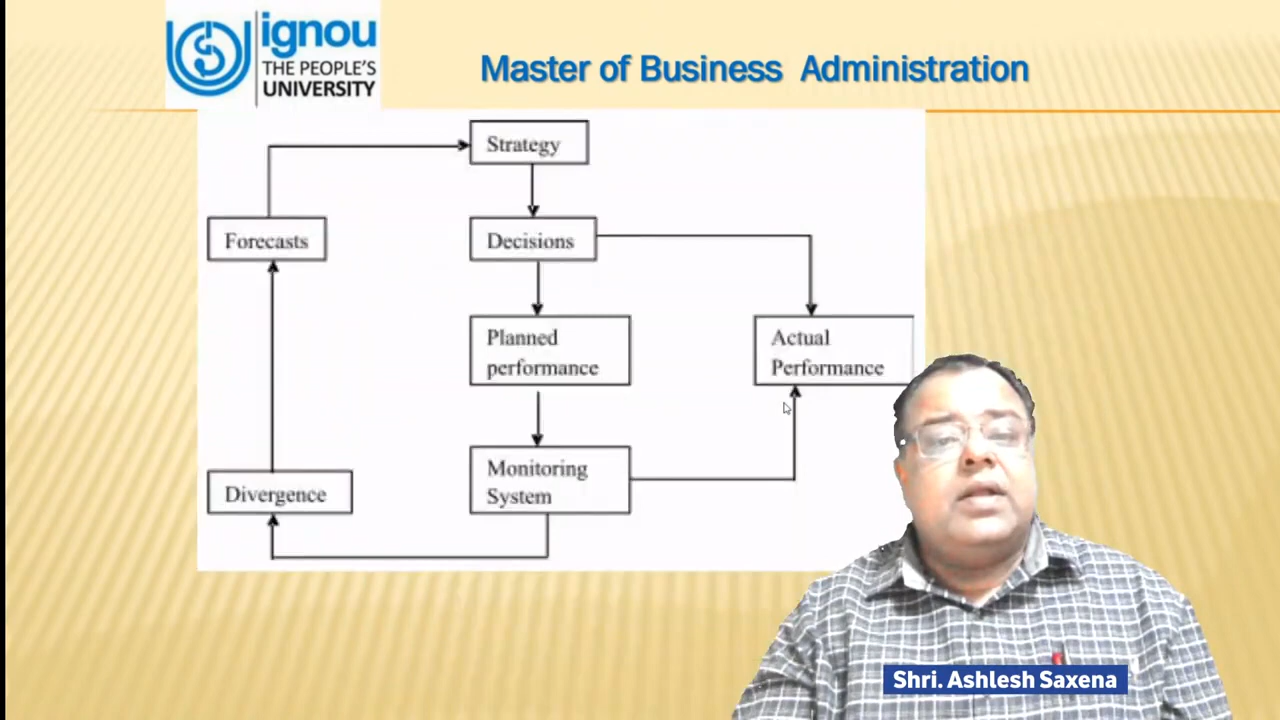 ignou
THE PEOPLE'S
UNIVERSITY
Master of Business Administration
Strategy
Forecasts
Decisions
Planned
performance
Actual
Performance
Monitoring
System
Divergence
Shri. Ashlesh Saxena